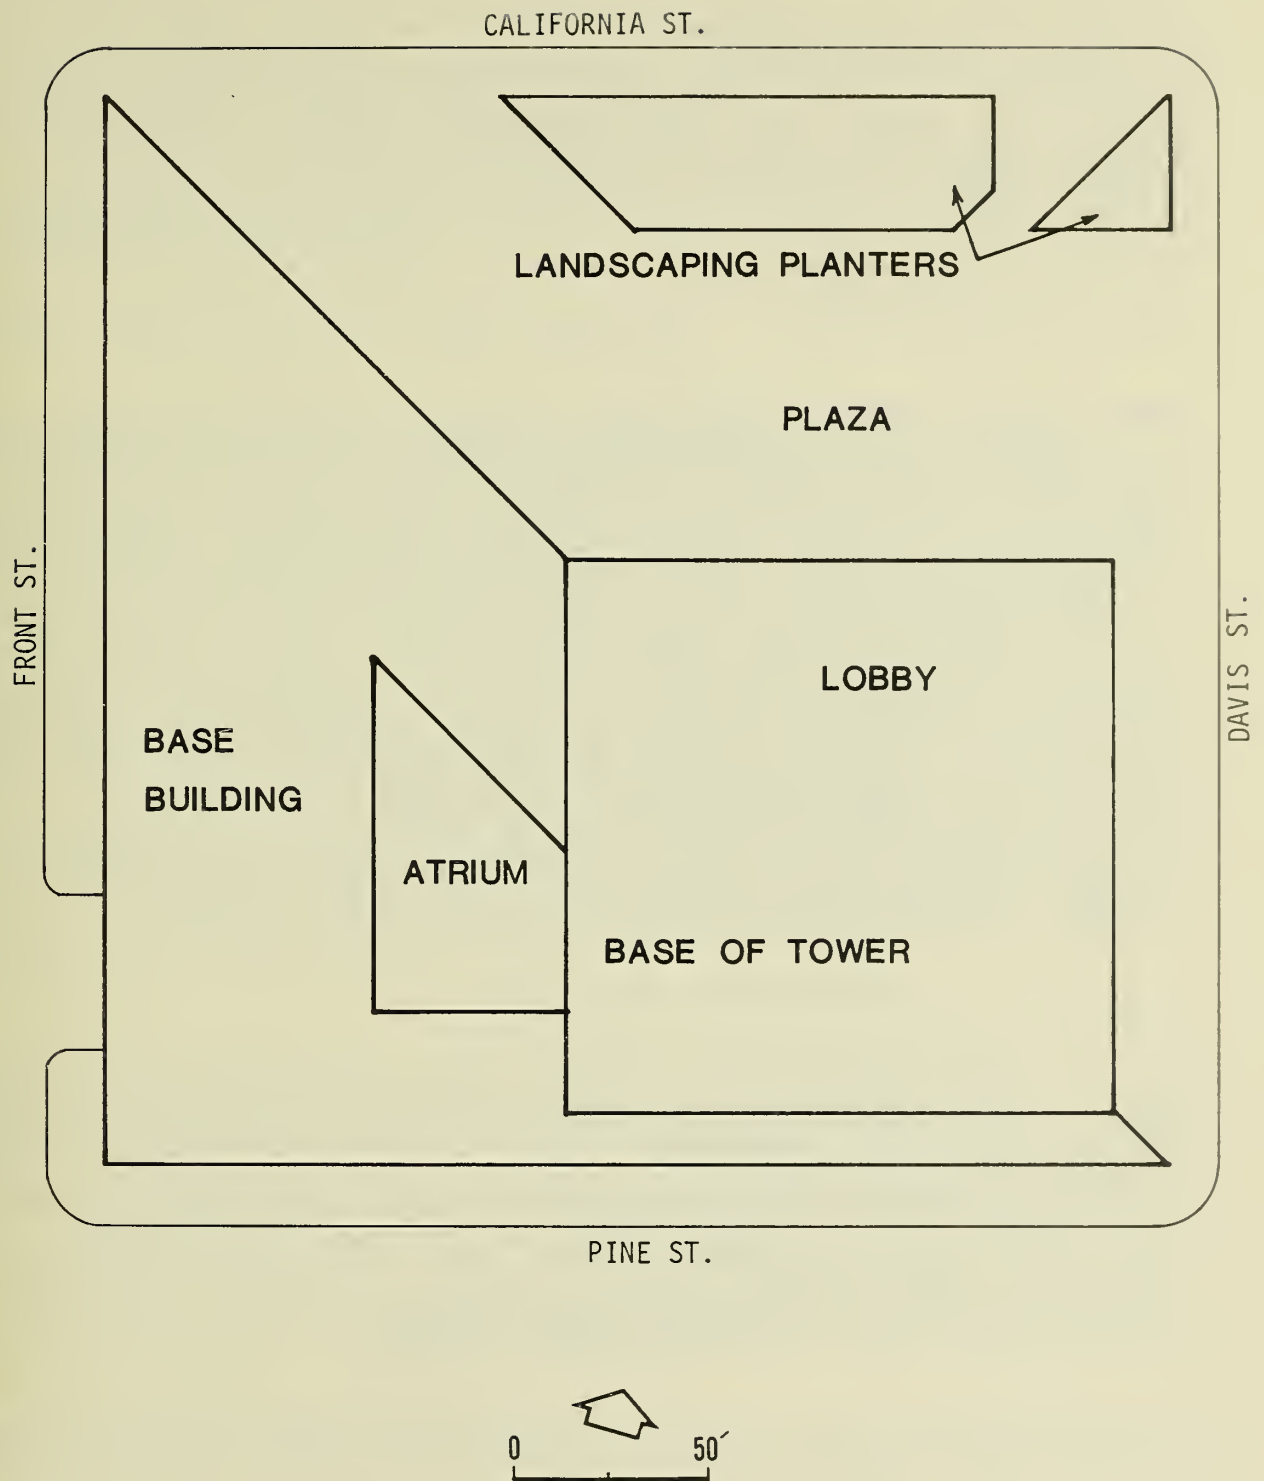 CALIFORNIA ST.
LANDSCAPING PLANTERS
PLAZA
FRONT ST.
DAVIS ST.
LOBBY
BASE
BUILDING
ATRIUM
BASE OF TOWER
PINE ST.
0 50′